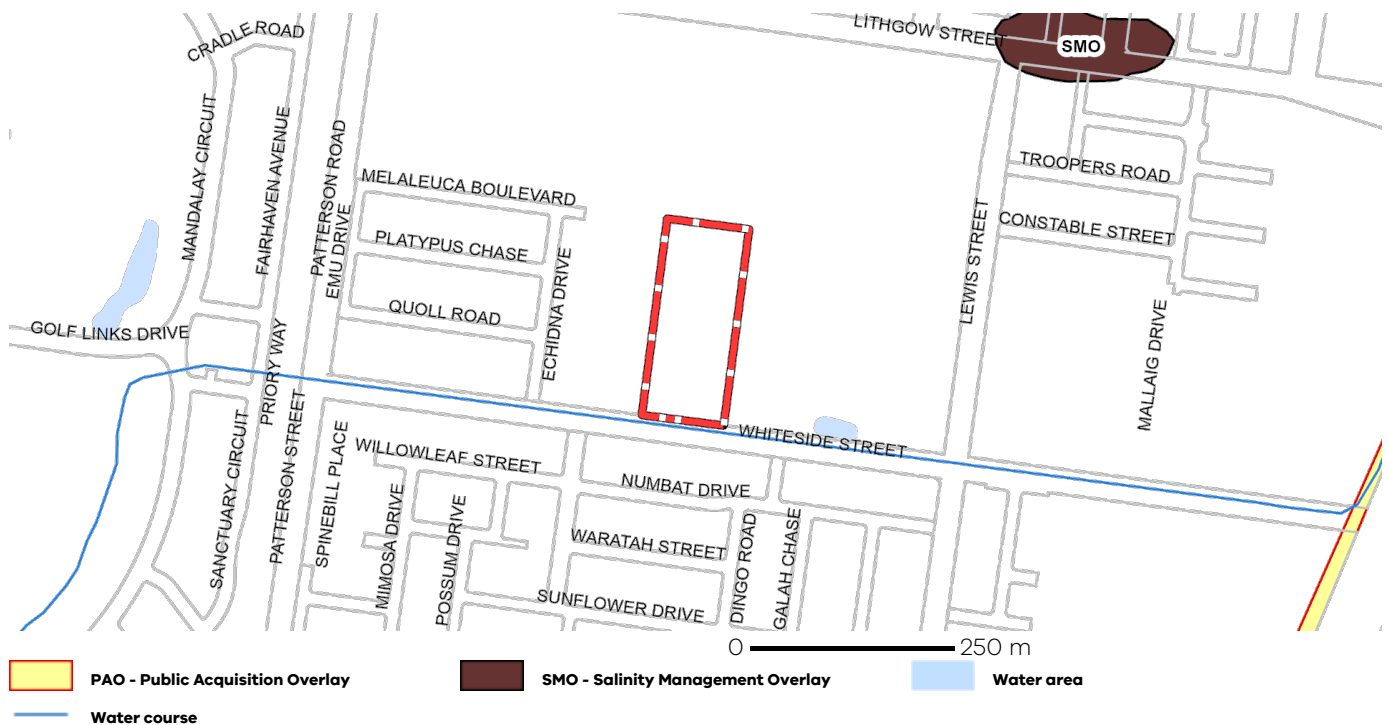 LITHGOW STREET
SMO
CRADLE ROAD
MANDALAY CIRCUIT
FAIRHAVEN AVENUE
PATTERSON ROAD
EMU DRIVE
MELALEUCA BOULEVARD
PLATYPUS CHASE
QUOLL ROAD
ECHIDNA DRIVE
LEWIS STREET
TROOPERS ROAD
CONSTABLE STREET
MALLAIG DRIVE
GOLF LINKS DRIVE
PRIORY WAY
PATTERSON STREET
SANCTUARY CIRCUIT
SPINEBILL PLACE
WILLOWLEAF STREET
MIMOSA DRIVE
POSSUM DRIVE
WHITESIDE STREET
NUMBAT DRIVE
WARATAH STREET
SUNFLOWER DRIVE
DINGO ROAD
GALAH CHASE
0 250 m
PAO - Public Acquisition Overlay
SMO - Salinity Management Overlay
Water area
Water course